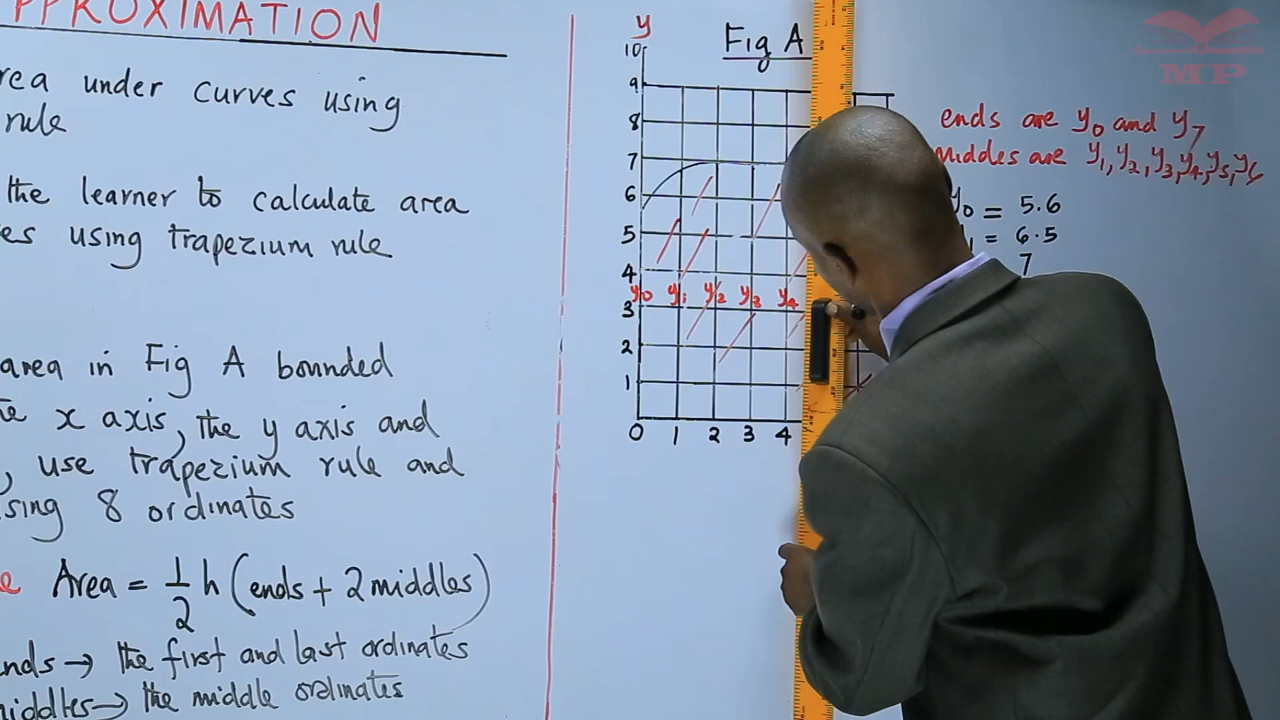 PPROXIMATION
rea under curves using
rule
the learner to calculate area
es using trapezium rule
area in Fig A bounded
x axis, the y axis and
, use trapezium rule and
sing 8 ordinates
Area = 1/2 h (ends + 2 middles)
ends → the first and last ordinates
middles → the middle ordinates
y
Fig A
10
9
8
7
6
5
4
y0 y1 y2 y3 y4
3
2
1
0 1 2 3 4
ends are y0 and y7
middles are y1, y2, y3, y4, y5, y6
y0 = 5.6
= 6.5
7
MP